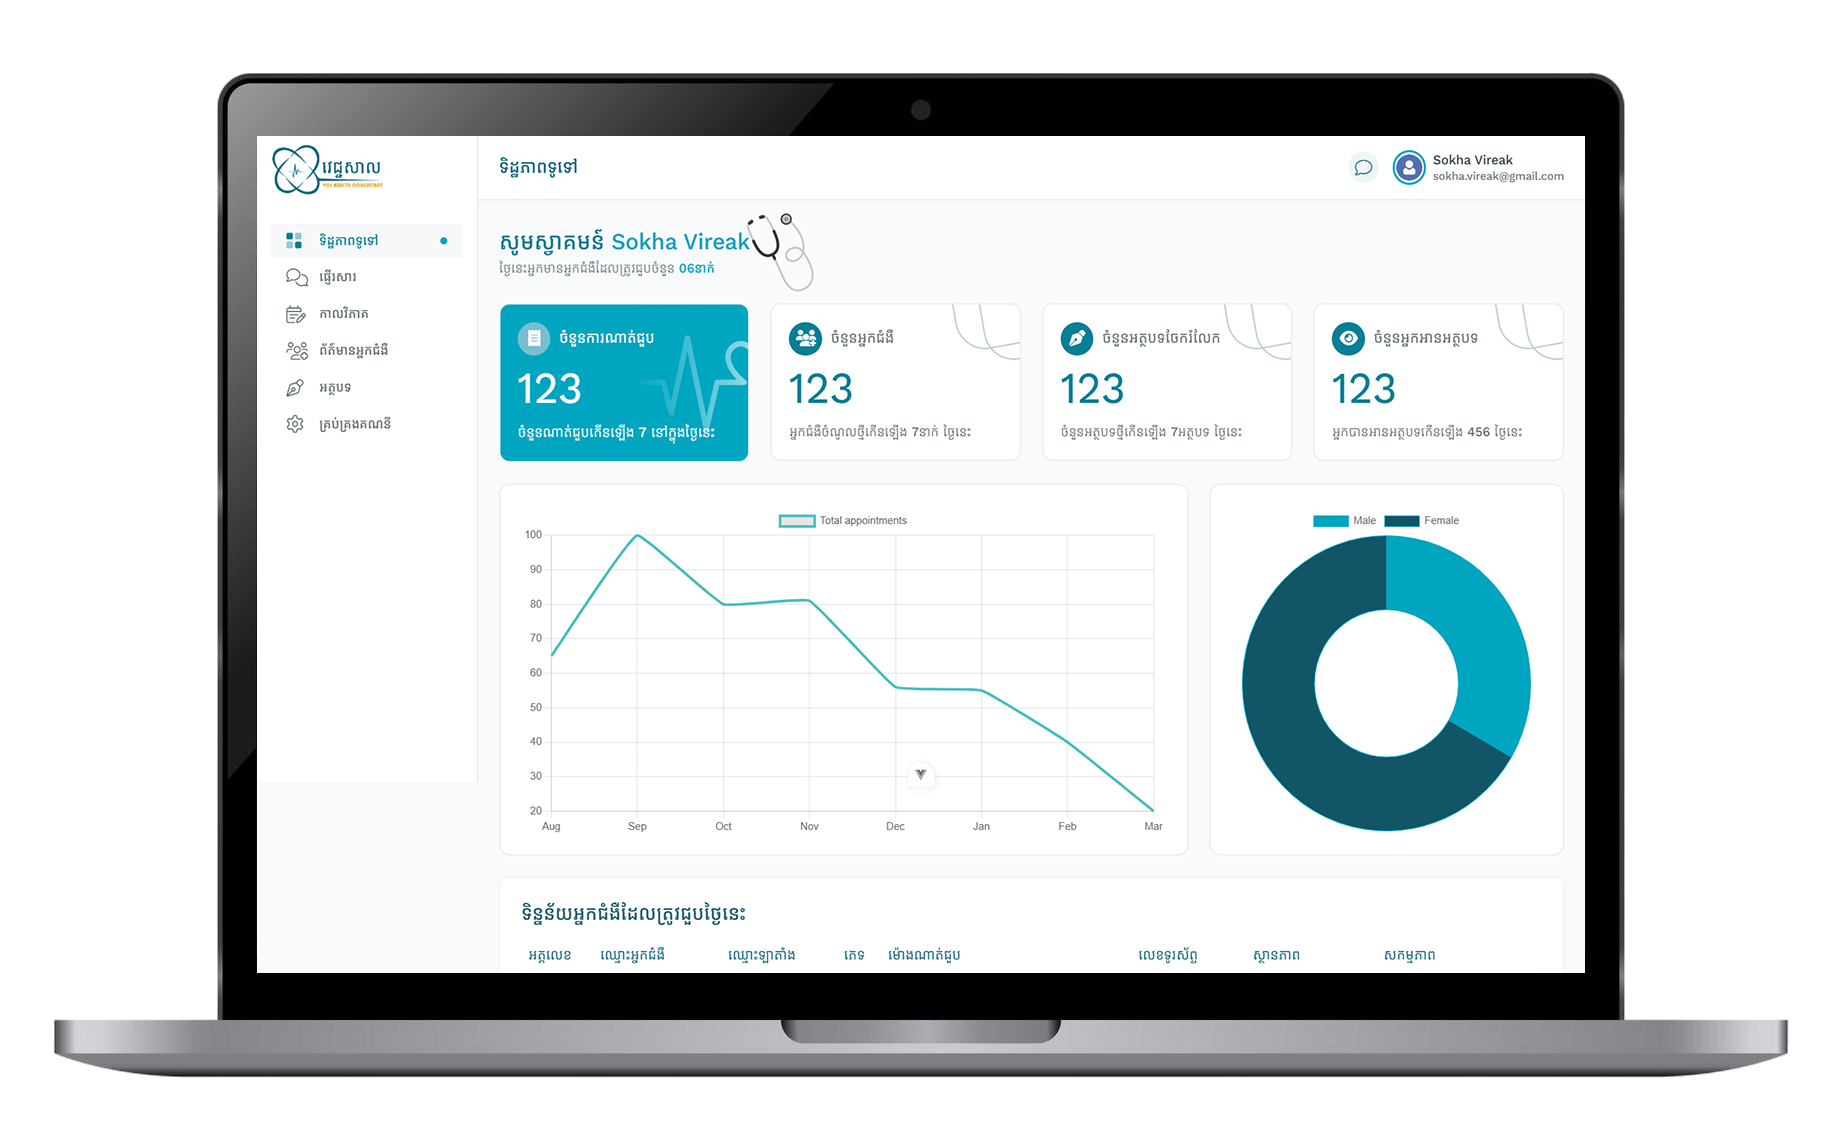 វេជ្ជសាល
ទិដ្ឋភាពទូទៅ
Sokha Vireak
sokha.vireak@gmail.com
ទិដ្ឋភាពទូទៅ
ផ្ញើរសារ
កាលវិភាគ
ព័ត៍មានអ្នកជំងឺ
អត្ថបទ
គ្រប់គ្រងគណនី
សូមស្វាគមន៍ Sokha Vireak
ថ្ងៃនេះអ្នកមានអ្នកជំងឺដែលត្រូវជួបចំនួន 06នាក់
ចំនួនការណាត់ជួប
123
ចំនួនណាត់ជួបកើនឡើង 7 នៅក្នុងថ្ងៃនេះ
ចំនួនអ្នកជំងឺ
123
អ្នកជំងឺចំណូលថ្មីកើនឡើង 7នាក់ ថ្ងៃនេះ
ចំនួនអត្ថបទចែករំលែក
123
ចំនួនអត្ថបទថ្មីកើនឡើង 7អត្ថបទ ថ្ងៃនេះ
ចំនួនអ្នកអានអត្ថបទ
123
អ្នកបានអានអត្ថបទកើនឡើង 456 ថ្ងៃនេះ
Total appointments
100
90
80
70
60
50
40
30
20
Aug Sep Oct Nov Dec Jan Feb Mar
Male Female
ទិន្នន័យអ្នកជំងឺដែលត្រូវជួបថ្ងៃនេះ
អត្តលេខ ឈ្មោះអ្នកជំងឺ ឈ្មោះឡាតាំង ភេទ ម៉ោងណាត់ជួប លេខទូរស័ព្ទ ស្ថានភាព សកម្មភាព